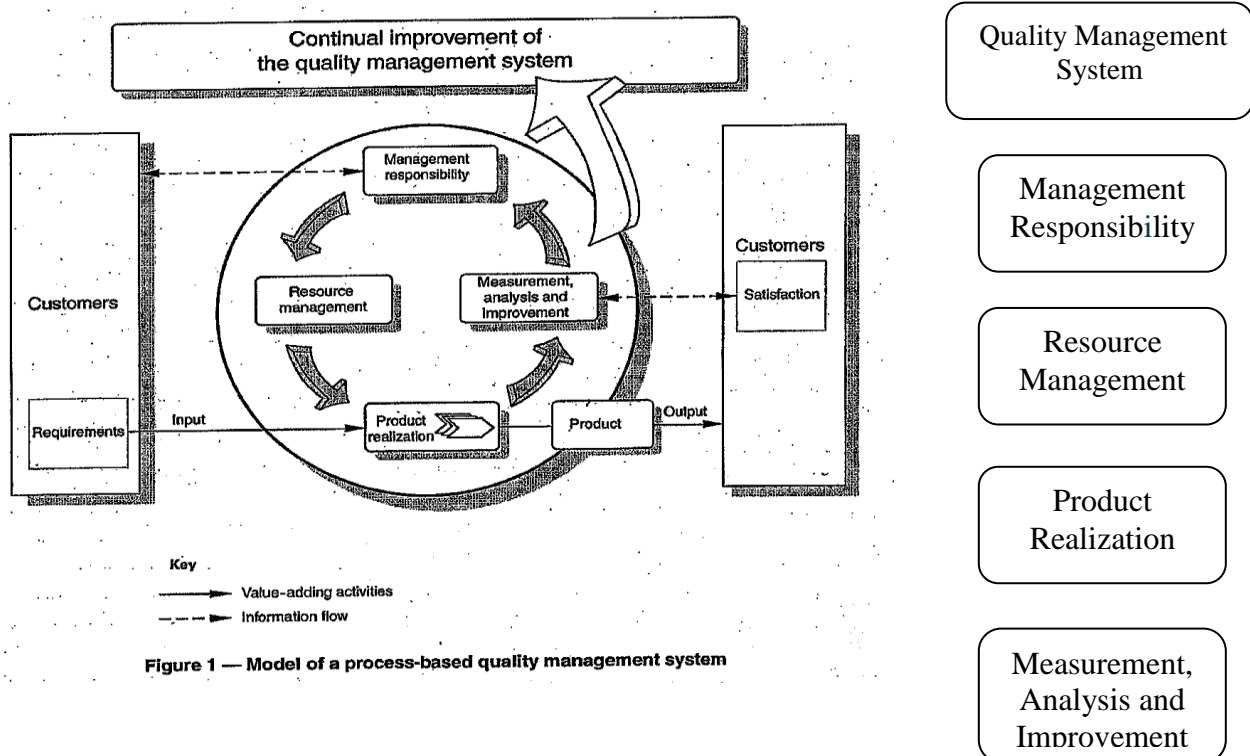 Continual improvement of
the quality management system
Management
responsibility
Customers
Resource
management
Measurement,
analysis and
Improvement
Customers
Satisfaction
Requirements
Input
Product
realization
Product
Output
Key
Value-adding activities
Information flow
Figure 1 — Model of a process-based quality management system
Quality Management
System
Management
Responsibility
Resource
Management
Product
Realization
Measurement,
Analysis and
Improvement